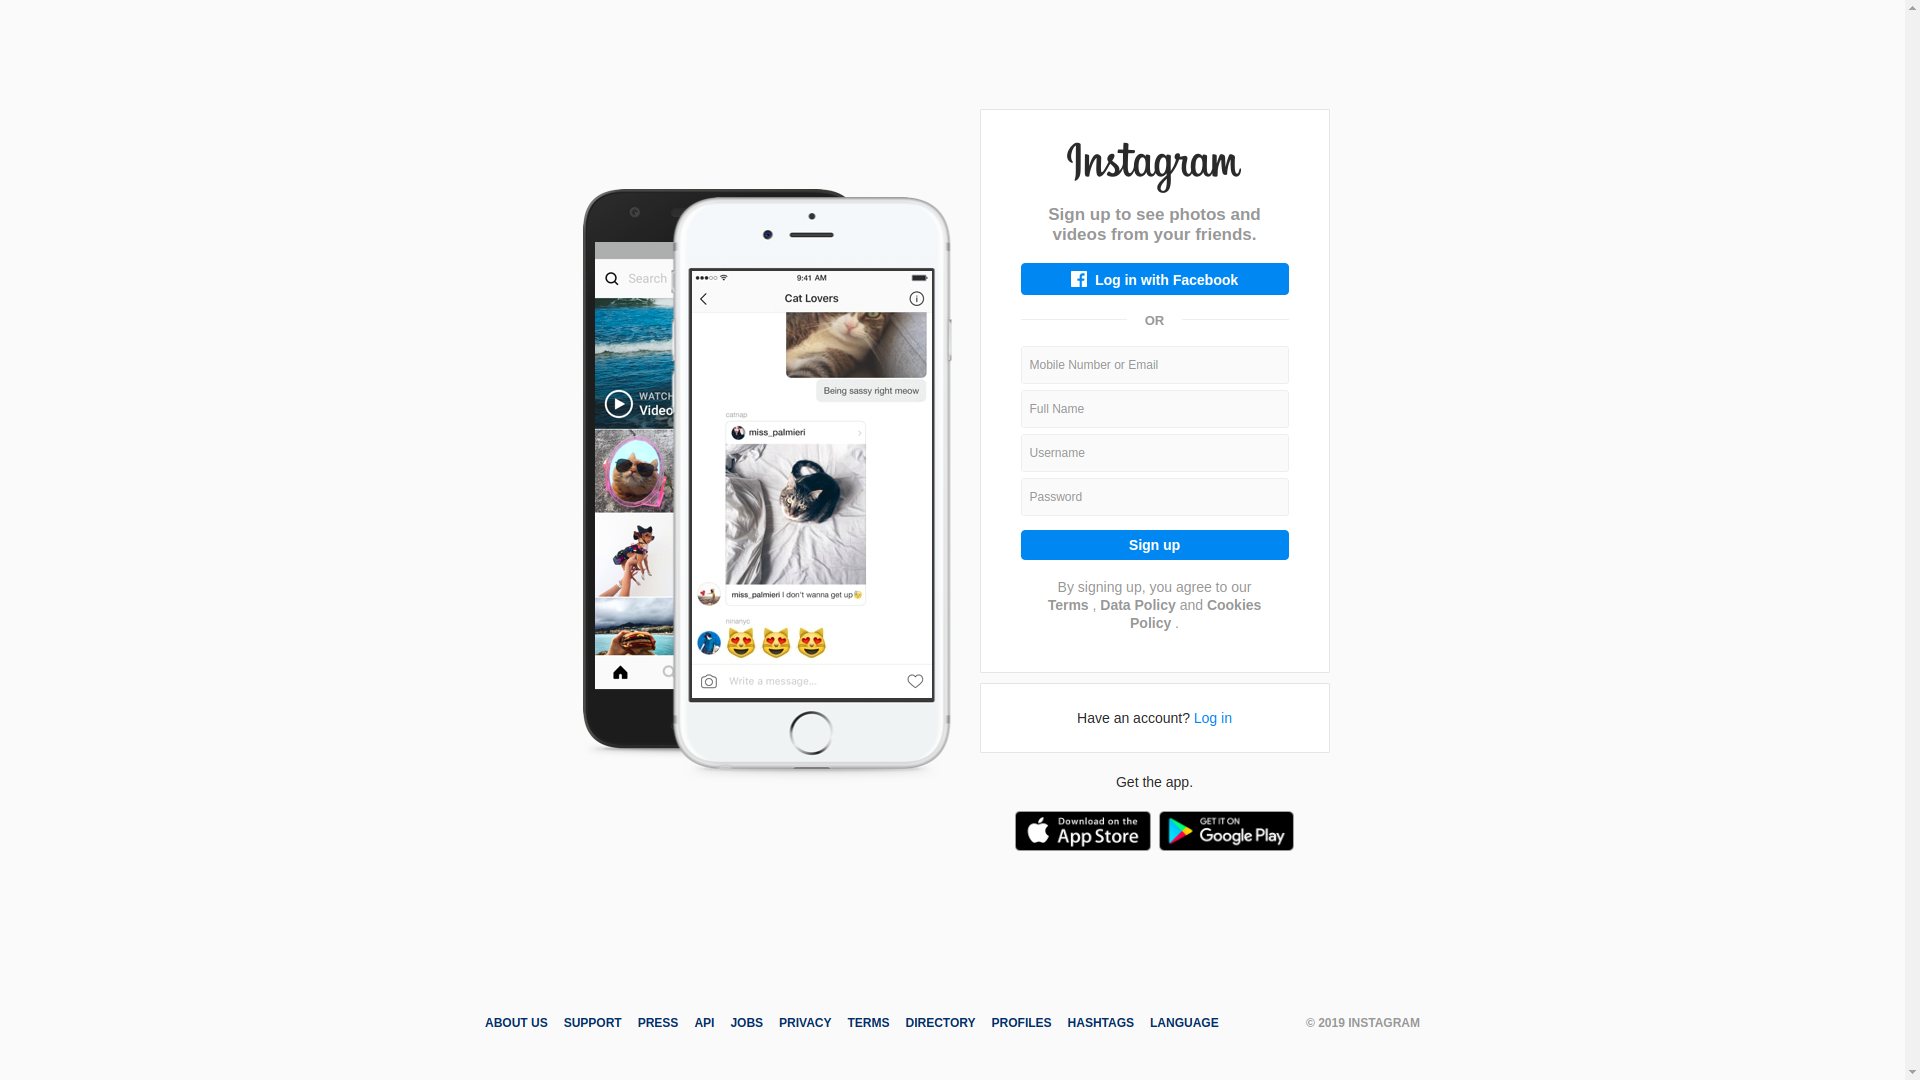 Search
WATCH
Video
9:41 AM
Cat Lovers
Being sassy right meow
catnap
miss_palmieri
miss_palmieri I don't wanna get up
ninanyc
Write a message...
Instagram
Sign up to see photos and
videos from your friends.
Log in with Facebook
OR
Mobile Number or Email
Full Name
Username
Password
Sign up
By signing up, you agree to our
Terms , Data Policy and Cookies
Policy .
Have an account? Log in
Get the app.
Download on the
App Store
GET IT ON
Google Play
ABOUT US SUPPORT PRESS API JOBS PRIVACY TERMS DIRECTORY PROFILES HASHTAGS LANGUAGE © 2019 INSTAGRAM